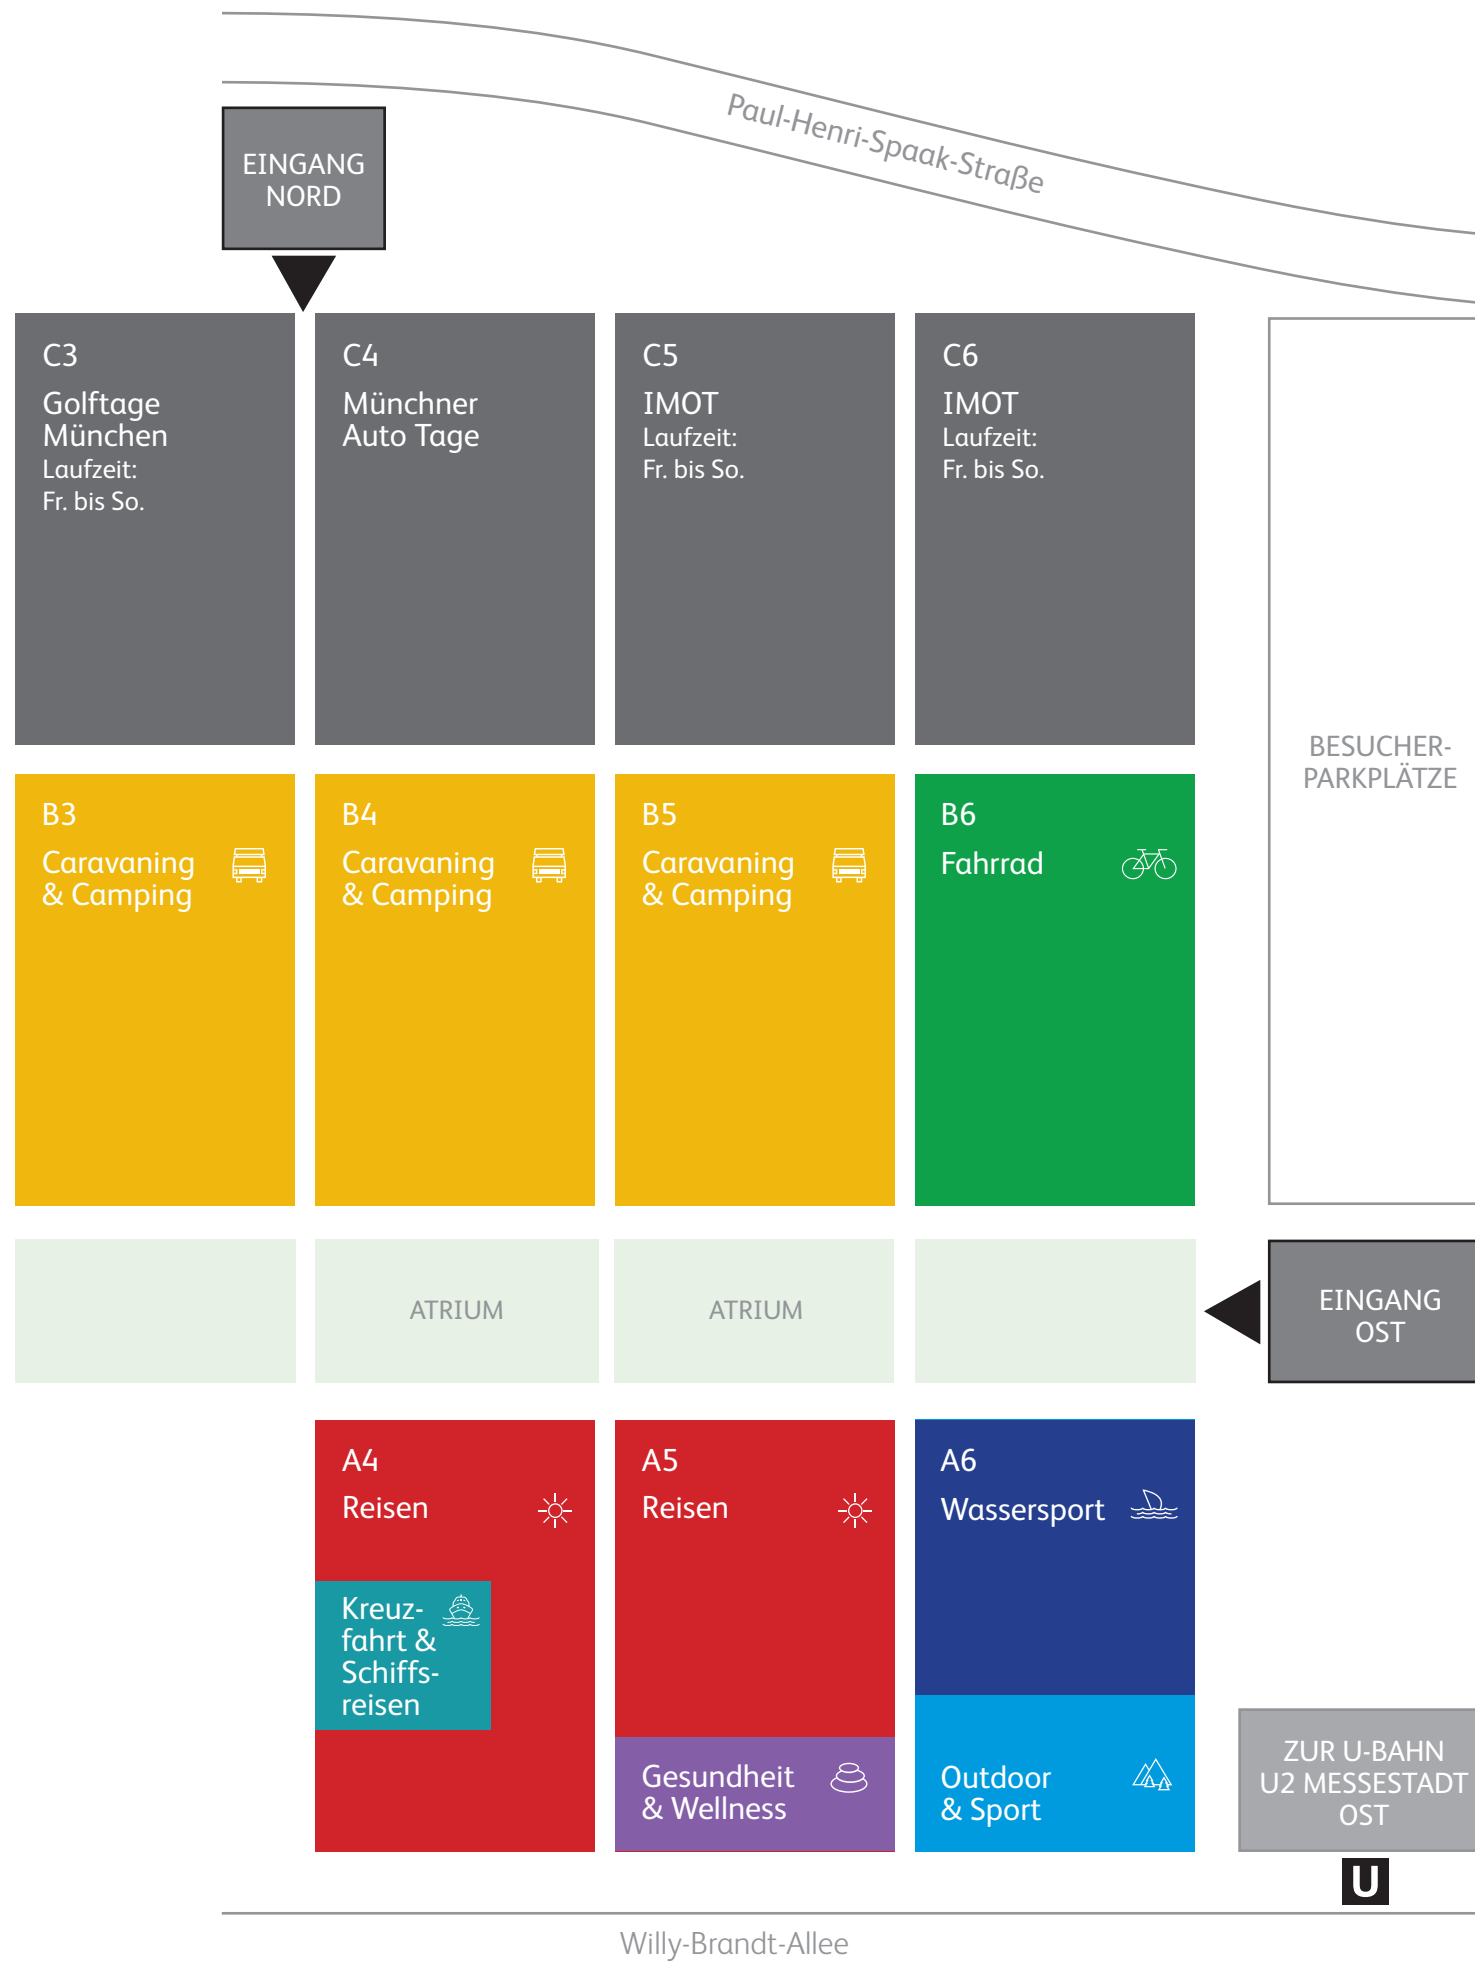 Paul-Henri-Spaak-Straße
EINGANG
NORD
C3
Golftage
München
Laufzeit:
Fr. bis So.
C4
Münchner
Auto Tage
C5
IMOT
Laufzeit:
Fr. bis So.
C6
IMOT
Laufzeit:
Fr. bis So.
BESUCHER-
PARKPLÄTZE
B3
Caravaning
& Camping
B4
Caravaning
& Camping
B5
Caravaning
& Camping
B6
Fahrrad
ATRIUM
ATRIUM
EINGANG
OST
A4
Reisen
Kreuz-
fahrt &
Schiffs-
reisen
A5
Reisen
Gesundheit
& Wellness
A6
Wassersport
Outdoor
& Sport
ZUR U-BAHN
U2 MESSESTADT
OST
U
Willy-Brandt-Allee